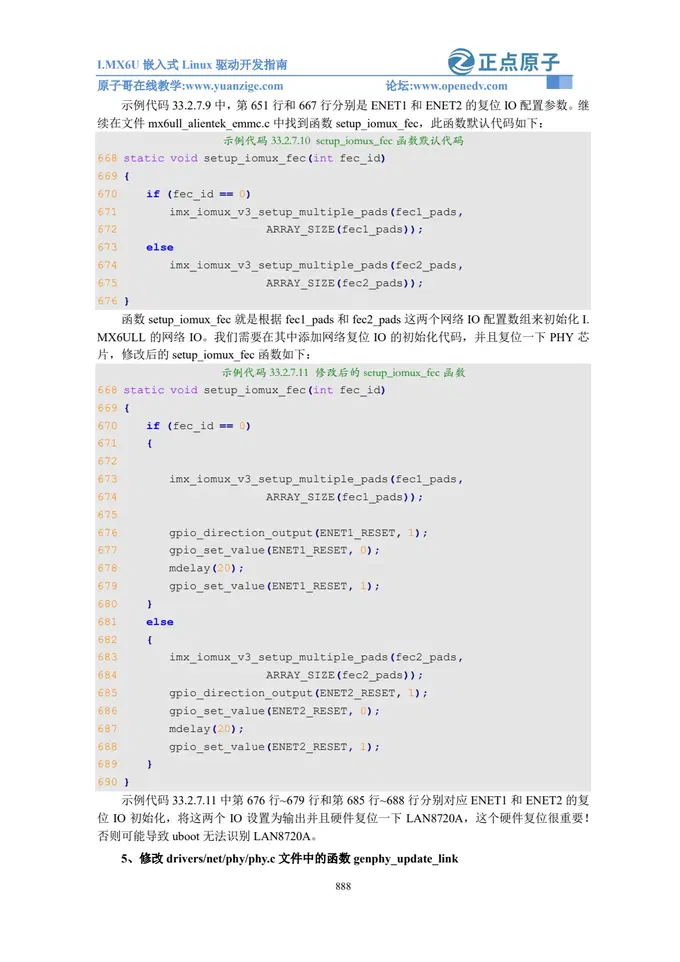 I.MX6U 嵌入式 Linux 驱动开发指南
正点原子
原子哥在线教学:www.yuanzige.com 论坛:www.openedv.com
示例代码 33.2.7.9 中，第 651 行和 667 行分别是 ENET1 和 ENET2 的复位 IO 配置参数。继
续在文件 mx6ull_alientek_emmc.c 中找到函数 setup_iomux_fec，此函数默认代码如下：
示例代码 33.2.7.10 setup_iomux_fec 函数默认代码
668 static void setup_iomux_fec(int fec_id)
669 {
670 if (fec_id == 0)
671 imx_iomux_v3_setup_multiple_pads(fec1_pads,
672 ARRAY_SIZE(fec1_pads));
673 else
674 imx_iomux_v3_setup_multiple_pads(fec2_pads,
675 ARRAY_SIZE(fec2_pads));
676 }
函数 setup_iomux_fec 就是根据 fec1_pads 和 fec2_pads 这两个网络 IO 配置数组来初始化 I.
MX6ULL 的网络 IO。我们需要在其中添加网络复位 IO 的初始化代码，并且复位一下 PHY 芯
片，修改后的 setup_iomux_fec 函数如下：
示例代码 33.2.7.11 修改后的 setup_iomux_fec 函数
668 static void setup_iomux_fec(int fec_id)
669 {
670 if (fec_id == 0)
671 {
672
673 imx_iomux_v3_setup_multiple_pads(fec1_pads,
674 ARRAY_SIZE(fec1_pads));
675
676 gpio_direction_output(ENET1_RESET, 1);
677 gpio_set_value(ENET1_RESET, 0);
678 mdelay(20);
679 gpio_set_value(ENET1_RESET, 1);
680 }
681 else
682 {
683 imx_iomux_v3_setup_multiple_pads(fec2_pads,
684 ARRAY_SIZE(fec2_pads));
685 gpio_direction_output(ENET2_RESET, 1);
686 gpio_set_value(ENET2_RESET, 0);
687 mdelay(20);
688 gpio_set_value(ENET2_RESET, 1);
689 }
690 }
示例代码 33.2.7.11 中第 676 行~679 行和第 685 行~688 行分别对应 ENET1 和 ENET2 的复
位 IO 初始化，将这两个 IO 设置为输出并且硬件复位一下 LAN8720A，这个硬件复位很重要！
否则可能导致 uboot 无法识别 LAN8720A。
5、修改 drivers/net/phy/phy.c 文件中的函数 genphy_update_link
888